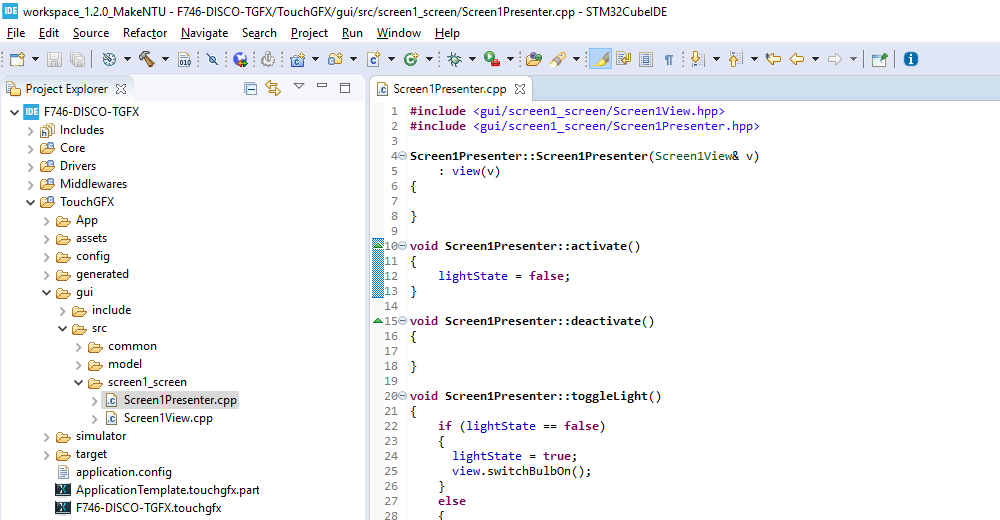 workspace_1.2.0_MakeNTU - F746-DISCO-TGFX/TouchGFX/gui/src/screen1_screen/Screen1Presenter.cpp - STM32CubeIDE
File Edit Source Refactor Navigate Search Project Run Window Help
Project Explorer
IDE F746-DISCO-TGFX
Includes
Core
Drivers
Middlewares
TouchGFX
App
assets
config
generated
gui
include
src
common
model
screen1_screen
Screen1Presenter.cpp
Screen1View.cpp
simulator
target
application.config
ApplicationTemplate.touchgfx.part
F746-DISCO-TGFX.touchgfx
Screen1Presenter.cpp
1 #include <gui/screen1_screen/Screen1View.hpp>
2 #include <gui/screen1_screen/Screen1Presenter.hpp>
3
4 Screen1Presenter::Screen1Presenter(Screen1View& v)
5     : view(v)
6 {
7
8 }
9
10 void Screen1Presenter::activate()
11 {
12     lightState = false;
13 }
14
15 void Screen1Presenter::deactivate()
16 {
17
18 }
19
20 void Screen1Presenter::toggleLight()
21 {
22     if (lightState == false)
23     {
24       lightState = true;
25       view.switchBulbOn();
26     }
27     else
28     {